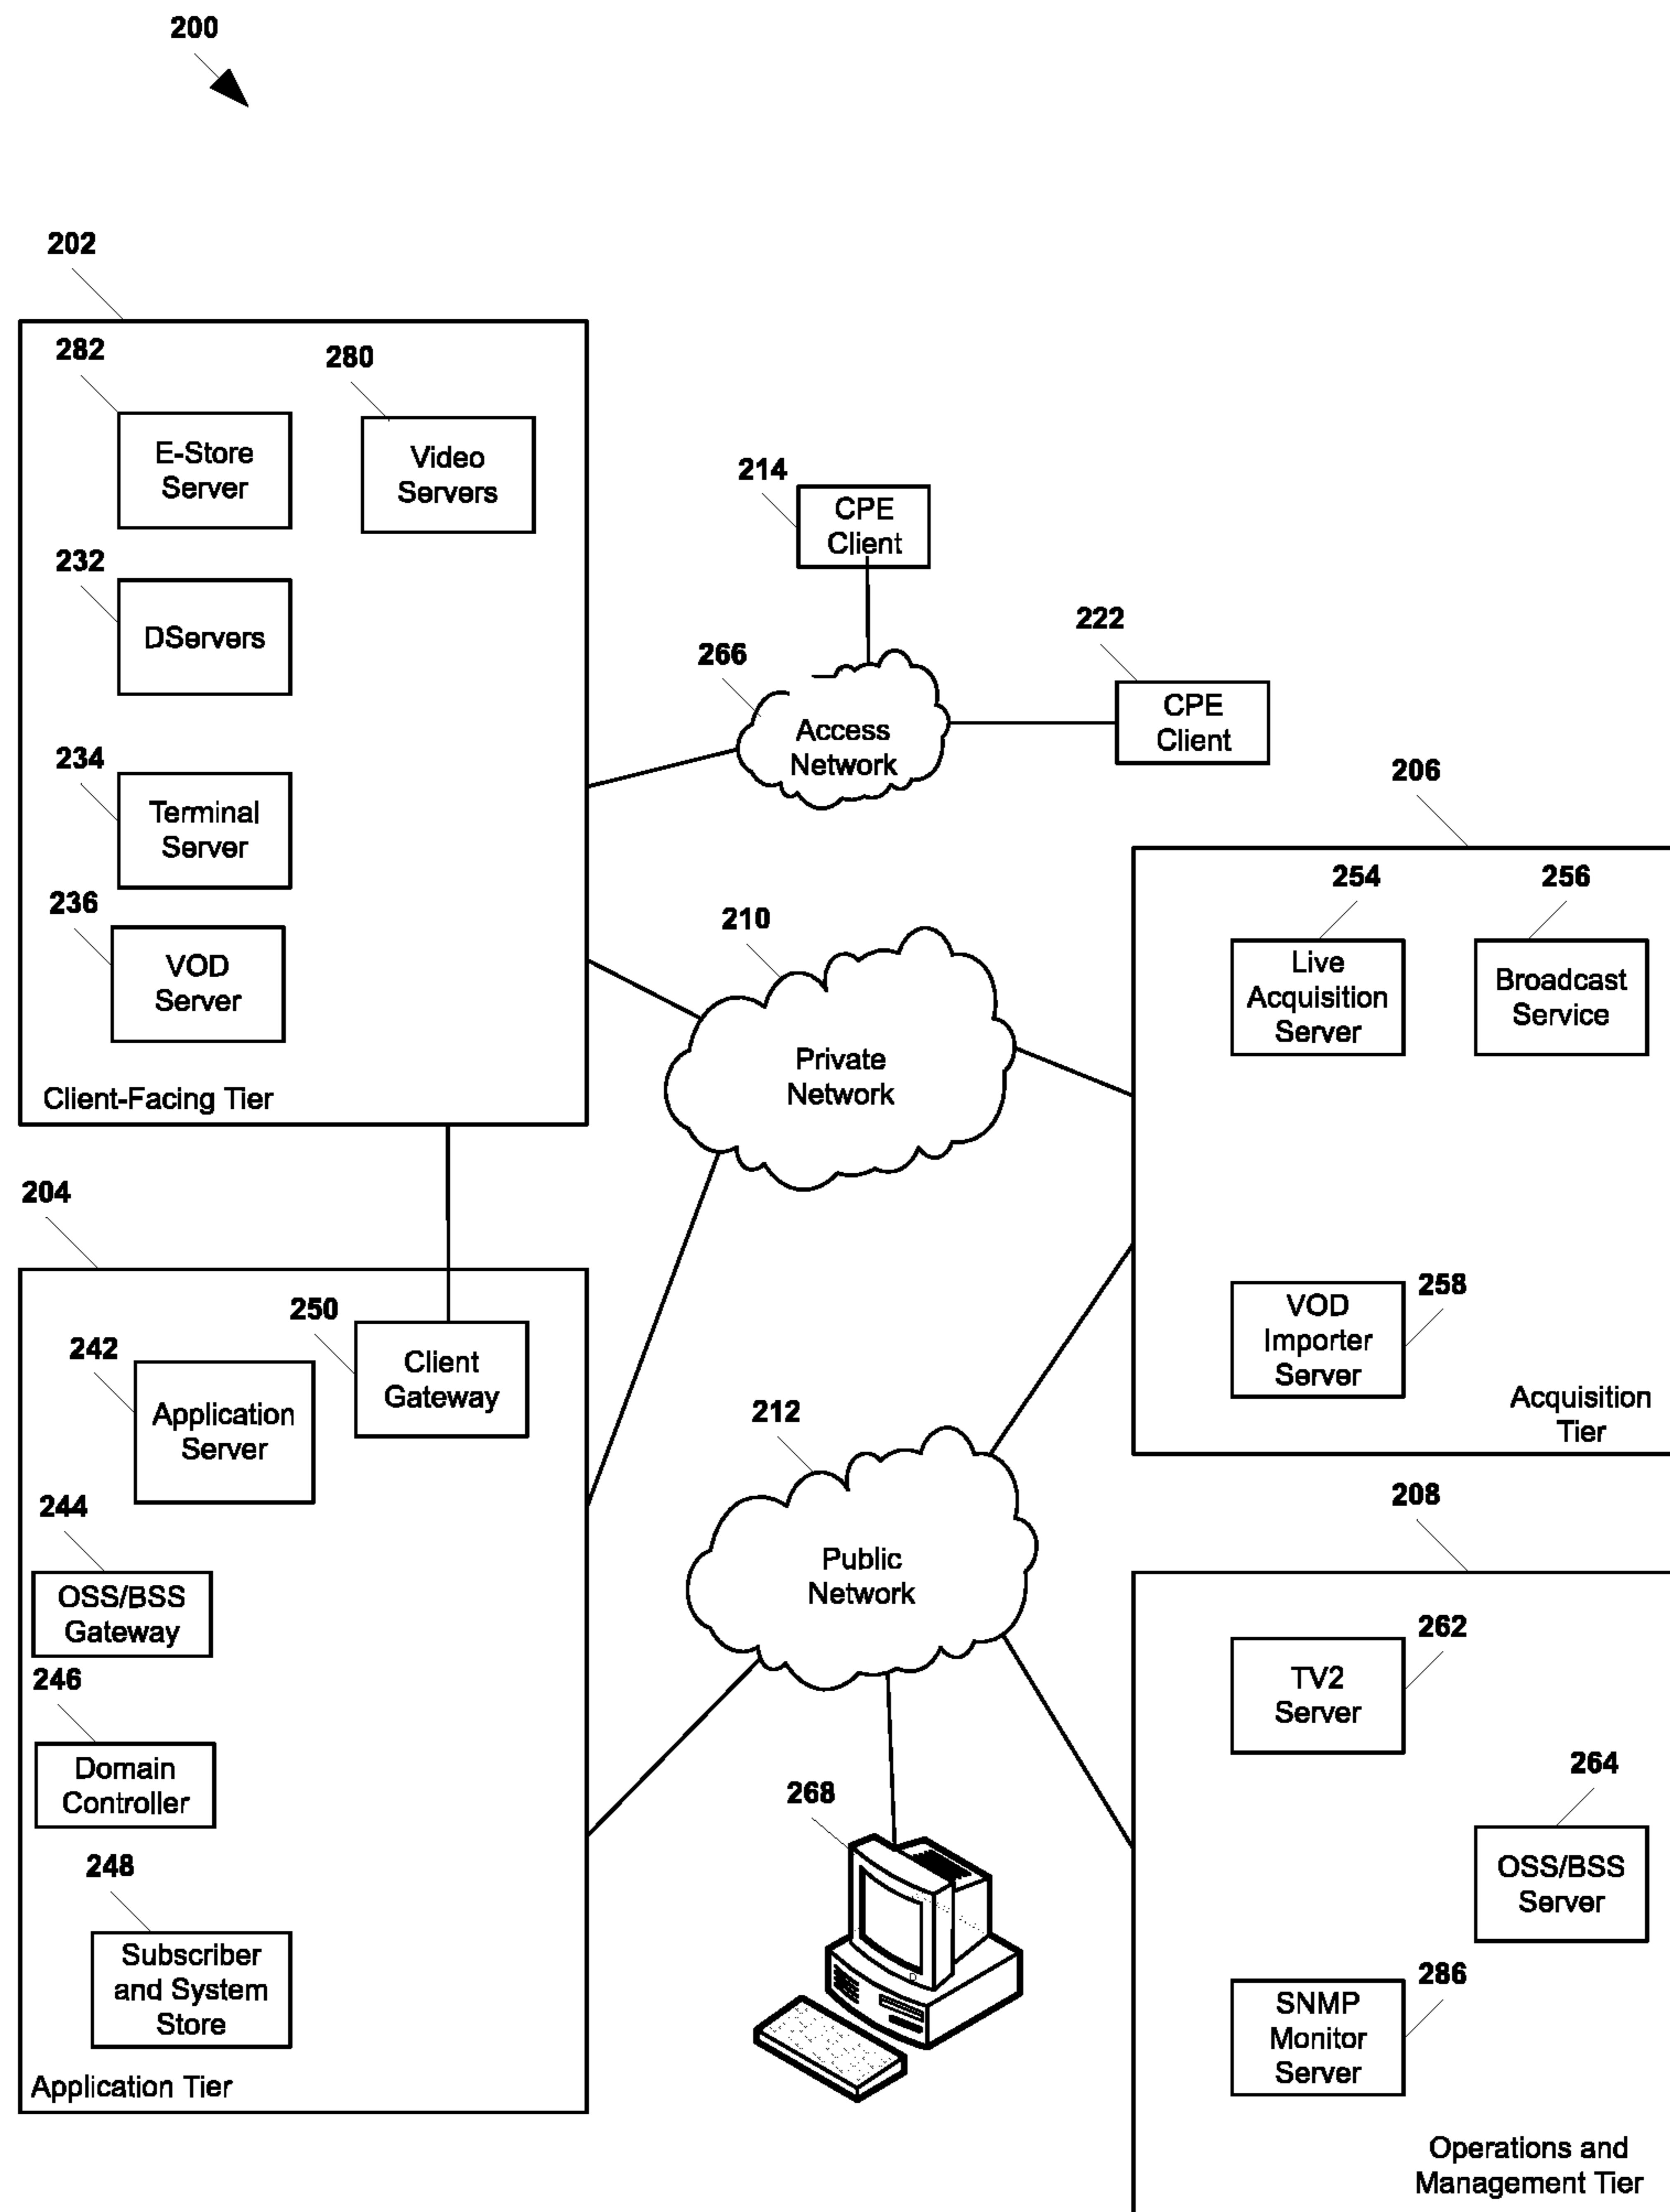 200
202
282
280
E-Store
Server
Video
Servers
232
DServers
234
Terminal
Server
236
VOD
Server
Client-Facing Tier
214
CPE
Client
222
CPE
Client
266
Access
Network
206
254
256
Live
Acquisition
Server
Broadcast
Service
258
VOD
Importer
Server
Acquisition
Tier
210
Private
Network
204
250
Client
Gateway
242
Application
Server
244
OSS/BSS
Gateway
246
Domain
Controller
248
Subscriber
and System
Store
Application Tier
212
Public
Network
268
208
262
TV2
Server
264
OSS/BSS
Server
286
SNMP
Monitor
Server
Operations and
Management Tier